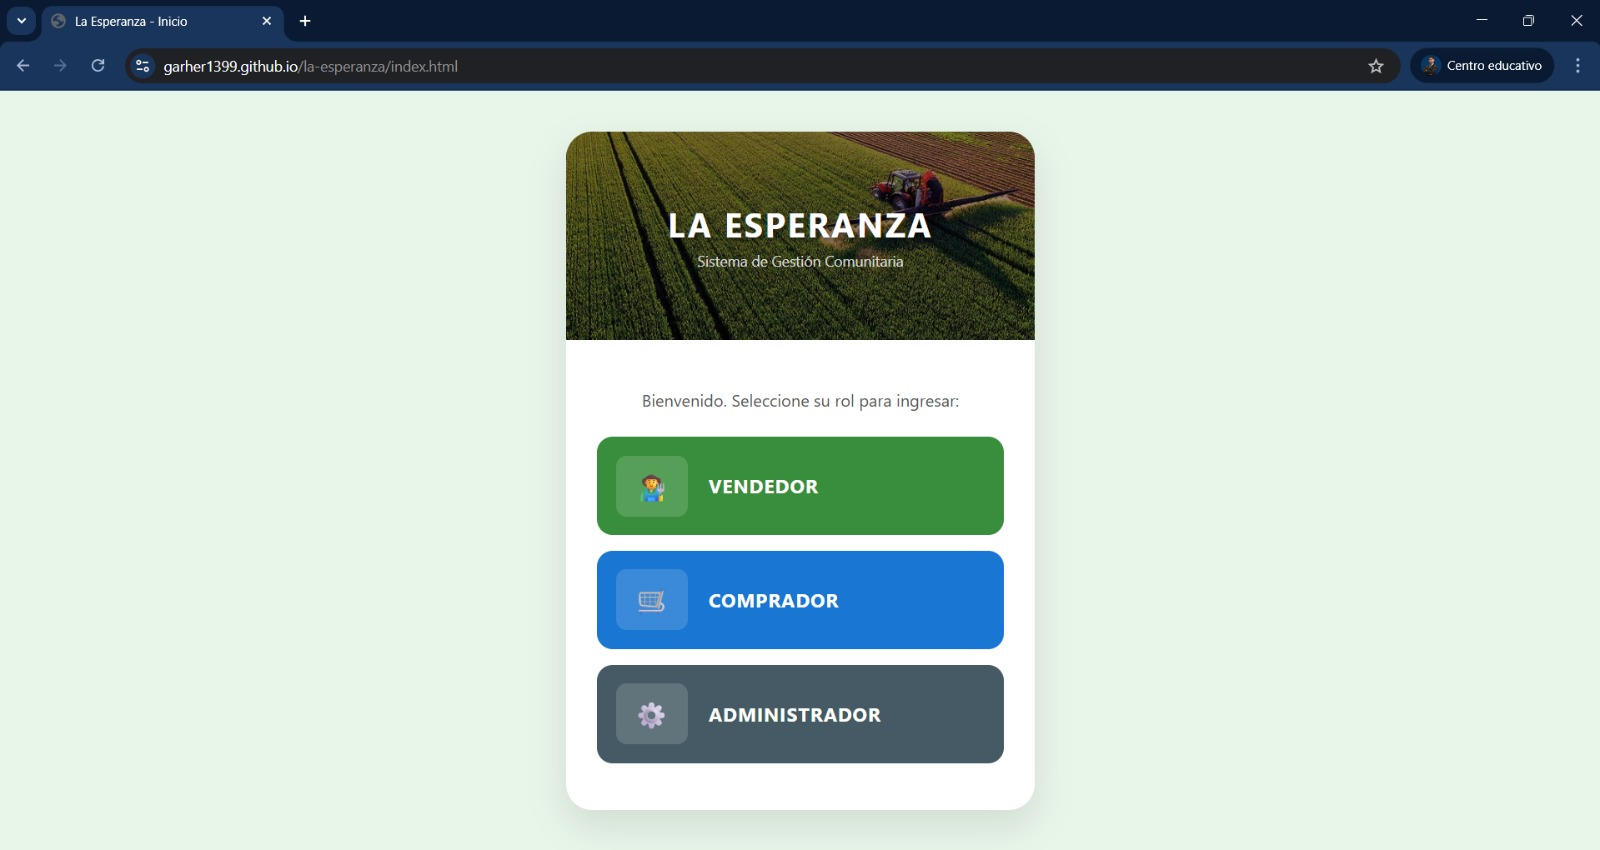 La Esperanza - Inicio
garher1399.github.io/la-esperanza/index.html
Centro educativo
LA ESPERANZA
Sistema de Gestión Comunitaria
Bienvenido. Seleccione su rol para ingresar:
VENDEDOR
COMPRADOR
ADMINISTRADOR